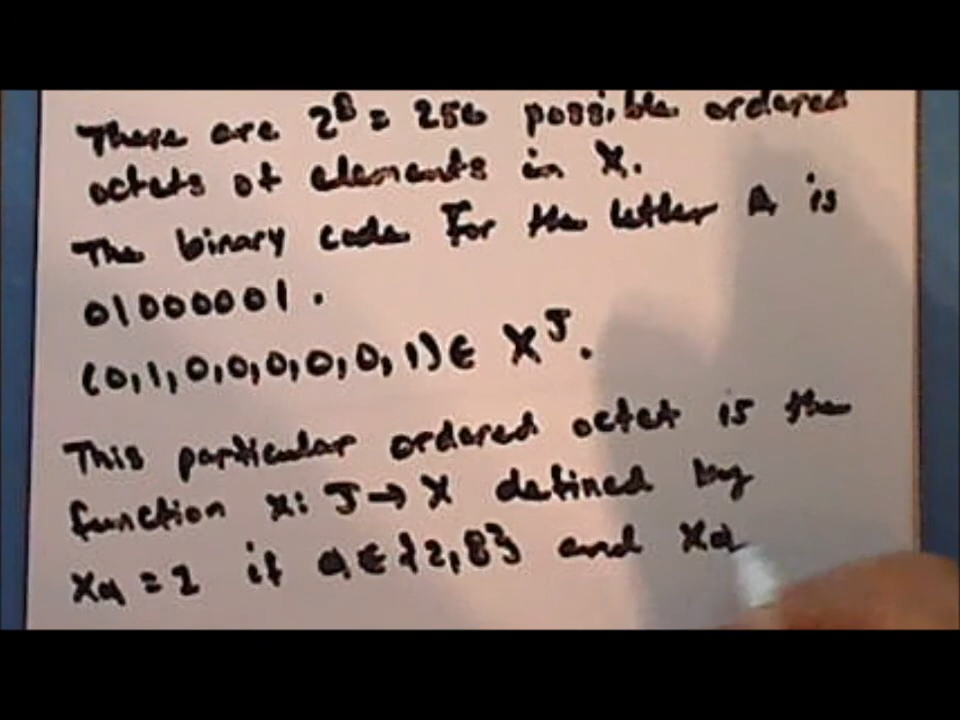 There are 2⁸ = 256 possible ordered
octets of elements in X.
The binary code for the letter A is
01000001.
(0,1,0,0,0,0,0,1) ∈ X^J.
This particular ordered octet is the
function x: J → X defined by
xα = 1 if α ∈ {2,8} and xα